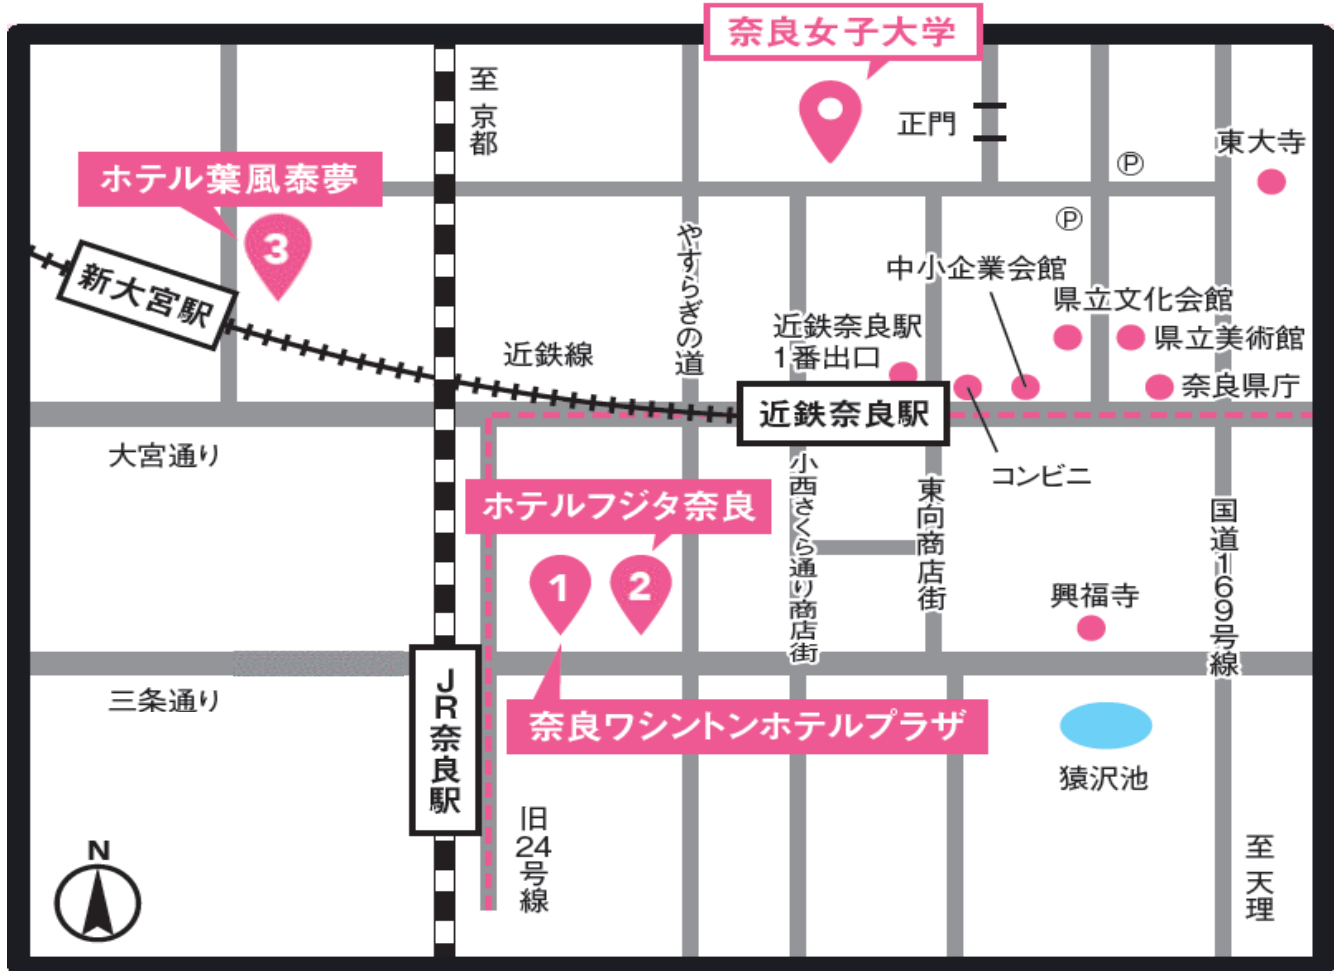 奈良女子大学
至 京都
正門
東大寺
Ⓟ
ホテル葉風泰夢
Ⓟ
3
やすらぎの道
中小企業会館
新大宮駅
県立文化会館
近鉄奈良駅
1番出口
県立美術館
近鉄線
奈良県庁
近鉄奈良駅
大宮通り
小西さくら通り商店街
コンビニ
東向商店街
ホテルフジタ奈良
国道169号線
1
2
興福寺
JR奈良駅
三条通り
奈良ワシントンホテルプラザ
猿沢池
旧24号線
至 天理
N